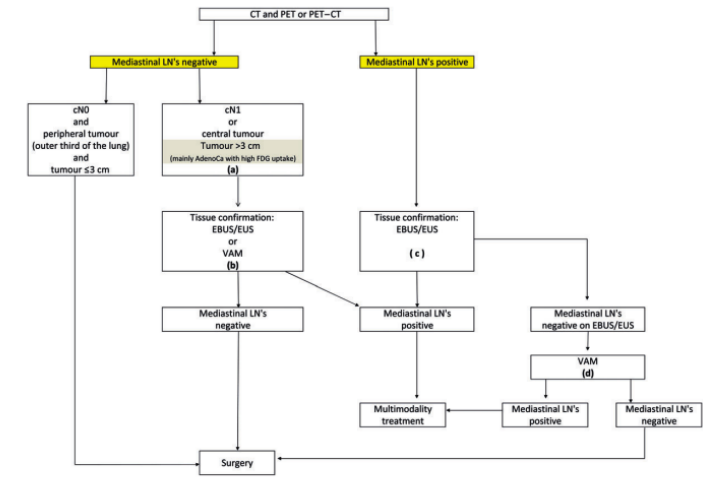 CT and PET or PET–CT
Mediastinal LN's negative
Mediastinal LN's positive
cN0
and
peripheral tumour
(outer third of the lung)
and
tumour ≤3 cm
cN1
or
central tumour
Tumour >3 cm
(mainly AdenoCa with high FDG uptake)
(a)
Tissue confirmation:
EBUS/EUS
or
VAM
(b)
Tissue confirmation:
EBUS/EUS
(c)
Mediastinal LN's
negative
Mediastinal LN's
positive
Mediastinal LN's
negative on EBUS/EUS
VAM
(d)
Multimodality
treatment
Mediastinal LN's
positive
Mediastinal LN's
negative
Surgery